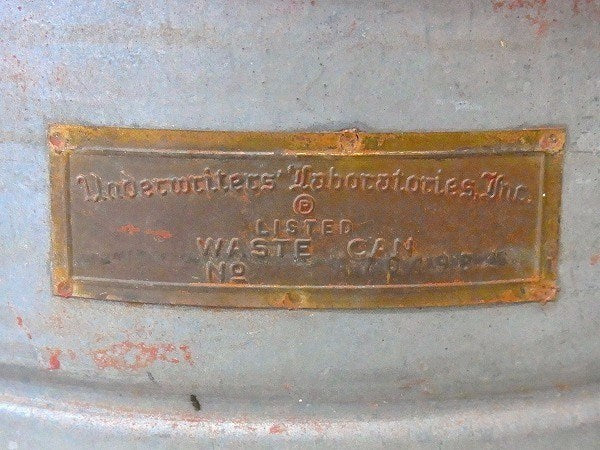 Underwriters' Laboratories, Inc.
®
LISTED
WASTE CAN
No